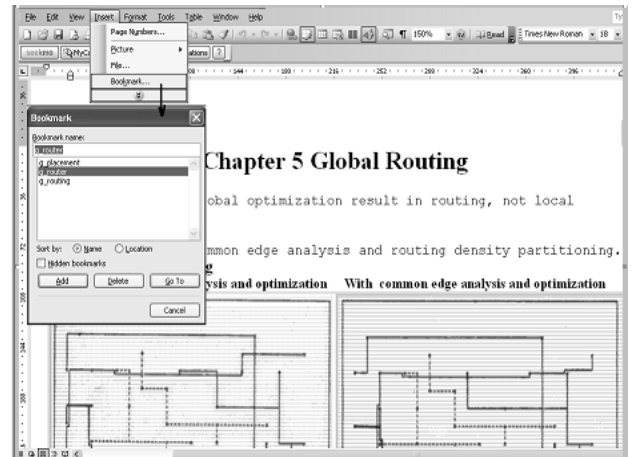 File Edit View Insert Format Tools Table Window Help
Page Numbers...
Picture
File...
Bookmark...
150%
Read
Times New Roman
18
Bookmark
Bookmark name:
g_router
g_placement
g_router
g_routing
Sort by: Name Location
Hidden bookmarks
Add Delete Go To
Cancel
Chapter 5 Global Routing
obal optimization result in routing, not local
mmon edge analysis and routing density partitioning.
g
ysis and optimization With common edge analysis and optimization